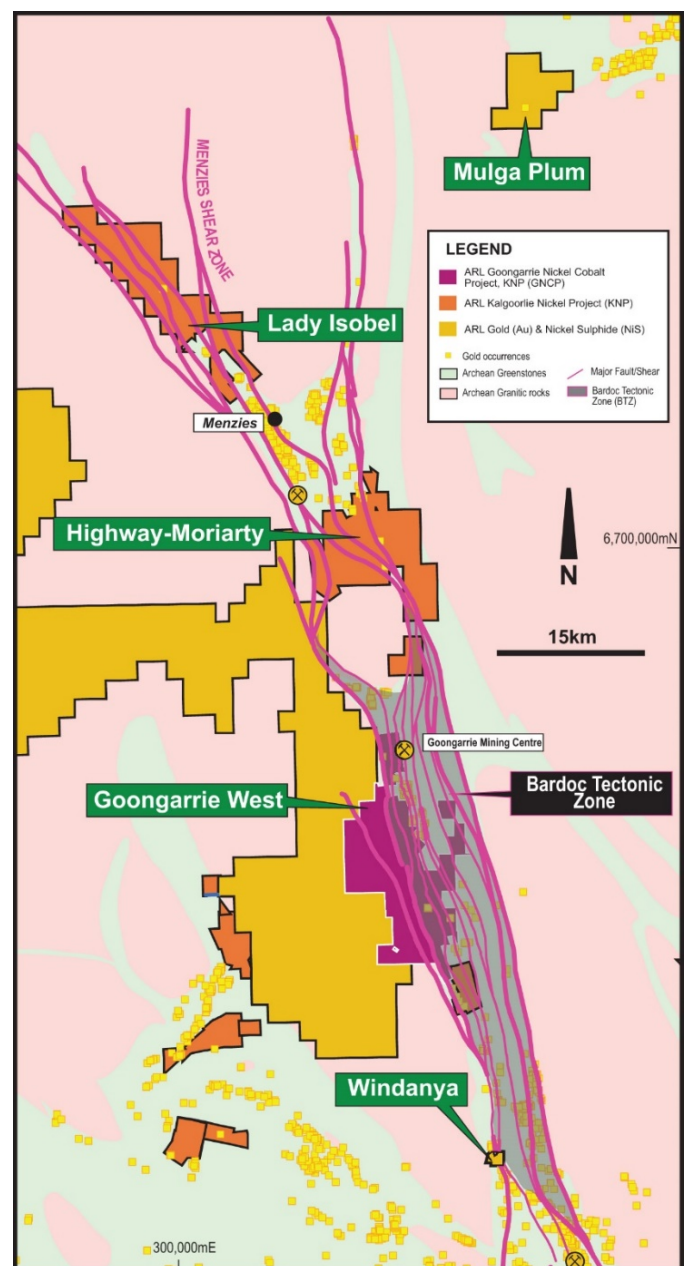 Mulga Plum
MENZIES SHEAR ZONE
LEGEND
ARL Goongarrie Nickel Cobalt
Project, KNP (GNCP)
ARL Kalgoorlie Nickel Project (KNP)
ARL Gold (Au) & Nickel Sulphide (NiS)
Gold occurrences
Archean Greenstones
Major Fault/Shear
Archean Granitic rocks
Bardoc Tectonic
Zone (BTZ)
Lady Isobel
Menzies
Highway-Moriarty
6,700,000mN
N
15km
Goongarrie Mining Centre
Bardoc Tectonic
Zone
Goongarrie West
Windanya
300,000mE